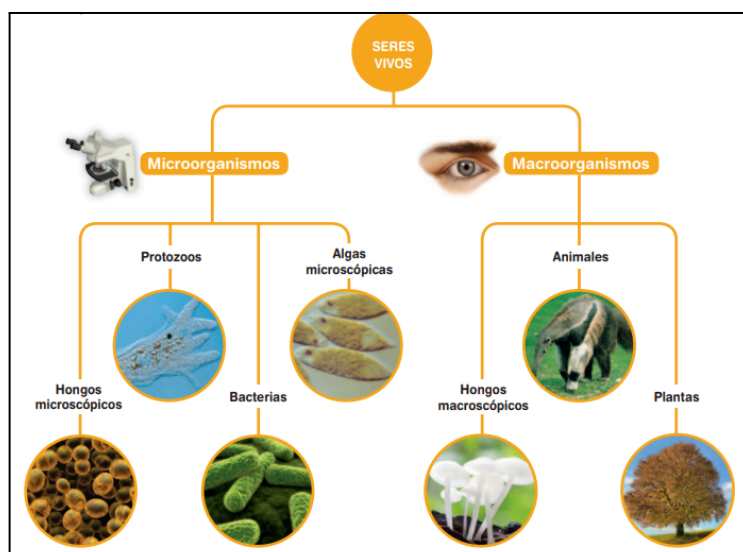 SERES
VIVOS
Microorganismos
Macroorganismos
Protozoos
Algas
microscópicas
Animales
Hongos
microscópicos
Bacterias
Hongos
macroscópicos
Plantas